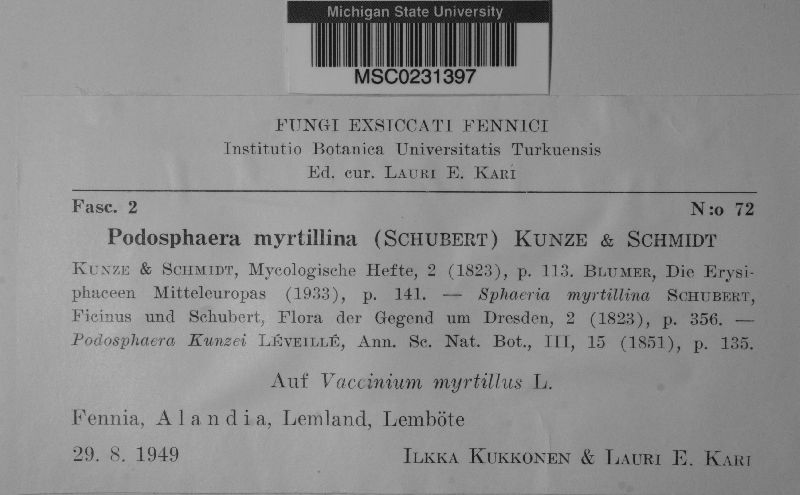 Michigan State University
MSC0231397
FUNGI EXSICCATI FENNICI
Institutio Botanica Universitatis Turkuensis
Ed. cur. LAURI E. KARI
Fasc. 2 N:o 72
Podosphaera myrtillina (SCHUBERT) KUNZE & SCHMIDT
KUNZE & SCHMIDT, Mycologische Hefte, 2 (1823), p. 113. BLUMER, Die Erysi-
phaceen Mitteleuropas (1933), p. 141. — Sphaeria myrtillina SCHUBERT,
Ficinus und Schubert, Flora der Gegend um Dresden, 2 (1823), p. 356. —
Podosphaera Kunzei LÉVEILLÉ, Ann. Sc. Nat. Bot., III, 15 (1851), p. 135.
Auf Vaccinium myrtillus L.
Fennia, Alandia, Lemland, Lemböte
29. 8. 1949 ILKKA KUKKONEN & LAURI E. KARI